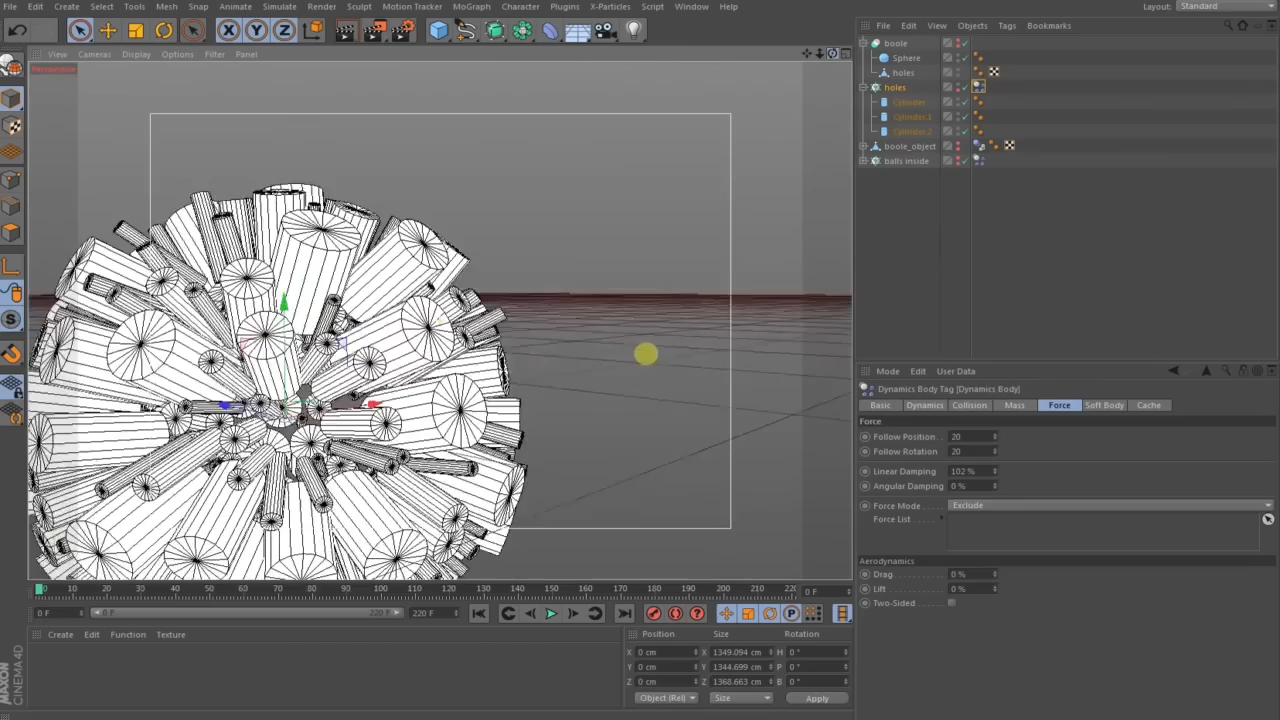 File Edit Create Select Tools Mesh Snap Animate Simulate Render Sculpt Motion Tracker MoGraph Character Plugins X-Particles Script Window Help
Layout: Standard
X Y Z
File Edit View Objects Tags Bookmarks
View Cameras Display Options Filter Panel
Perspective
boole
Sphere
holes
holes
Cylinder
Cylinder.1
Cylinder.2
boole_object
balls inside
Mode Edit User Data
Dynamics Body Tag [Dynamics Body]
Basic Dynamics Collision Mass Force Soft Body Cache
Force
Follow Position. 20
Follow Rotation 20
Linear Damping 102 %
Angular Damping 0 %
Force Mode Exclude
Force List
Aerodynamics
Drag 0 %
Lift 0 %
Two-Sided
0 10 20 30 40 50 60 70 80 90 100 110 120 130 140 150 160 170 180 190 200 210 220 0 F
0 F 0 F 220 F 220 F
Create Edit Function Texture
Position Size Rotation
X 0 cm X 1349.094 cm H 0 °
Y 0 cm Y 1344.699 cm P 0 °
Z 0 cm Z 1368.663 cm B 0 °
Object (Rel) Size Apply
MAXON CINEMA4D